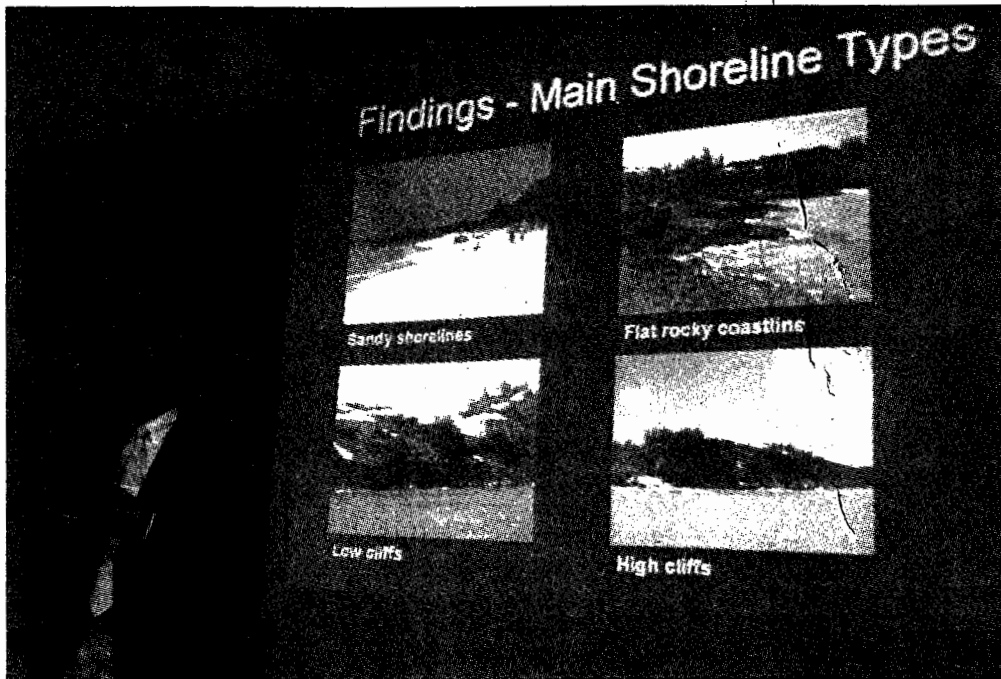 Findings - Main Shoreline Types
Sandy shorelines
Flat rocky coastline
Low cliffs
High cliffs